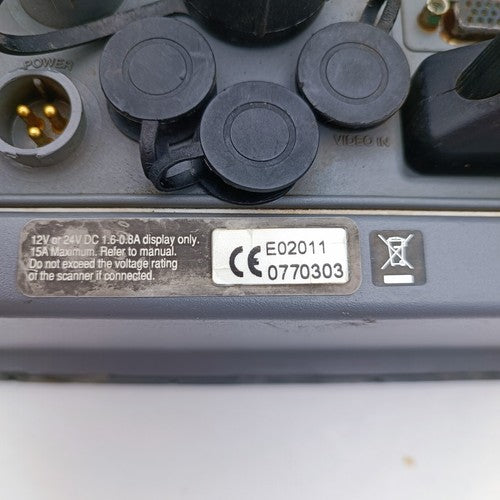 POWER
VIDEO IN
12V or 24V DC 1.6-0.8A display only.
15A Maximum. Refer to manual.
Do not exceed the voltage rating
of the scanner if connected.
CE E02011
0770303